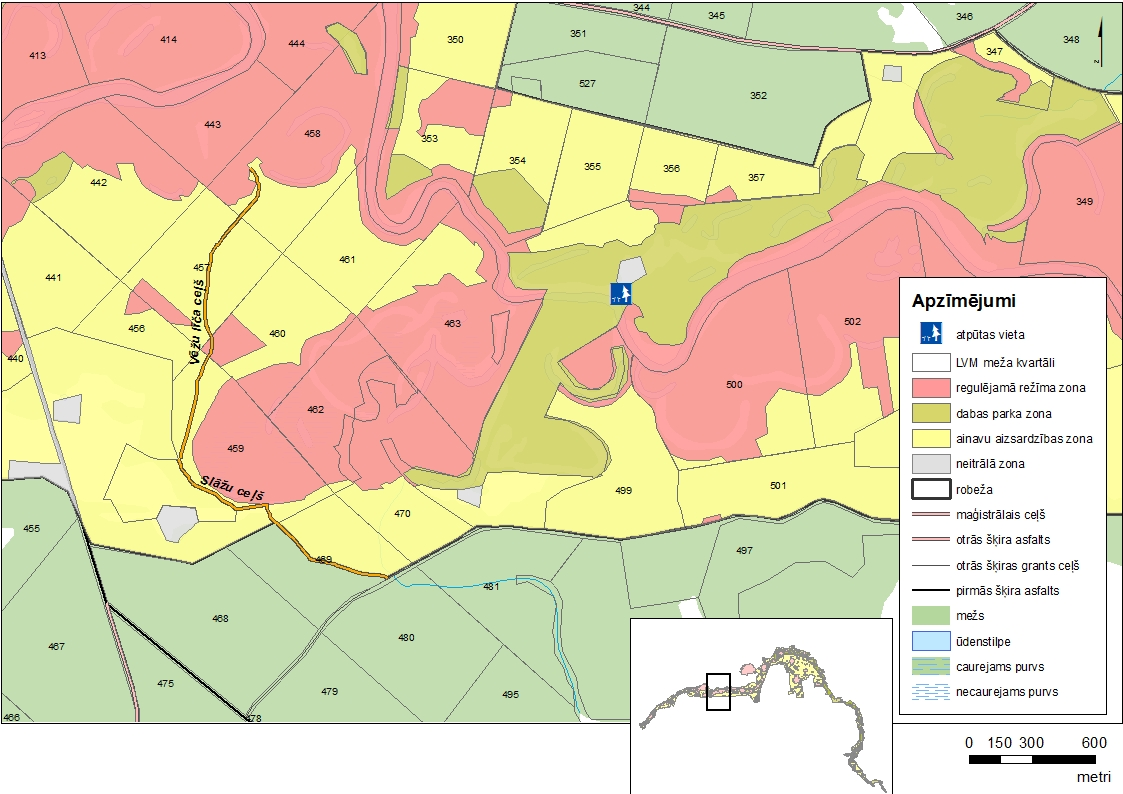 344
345
346
347
348
351
350
352
527
413
414
444
443
458
353
354
355
356
357
349
442
441
457
461
456
460
463
440
462
459
502
500
499
501
470
469
455
468
467
475
478
466
479
480
481
495
497
Vēžu līča ceļš
Slāžu ceļš
Apzīmējumi
atpūtas vieta
LVM meža kvartāli
regulējamā režīma zona
dabas parka zona
ainavu aizsardzības zona
neitrālā zona
robeža
maģistrālais ceļš
otrās šķira asfalts
otrās šķiras grants ceļš
pirmās šķira asfalts
mežs
ūdenstilpe
caurejams purvs
necaurejams purvs
0 150 300 600
metri
z